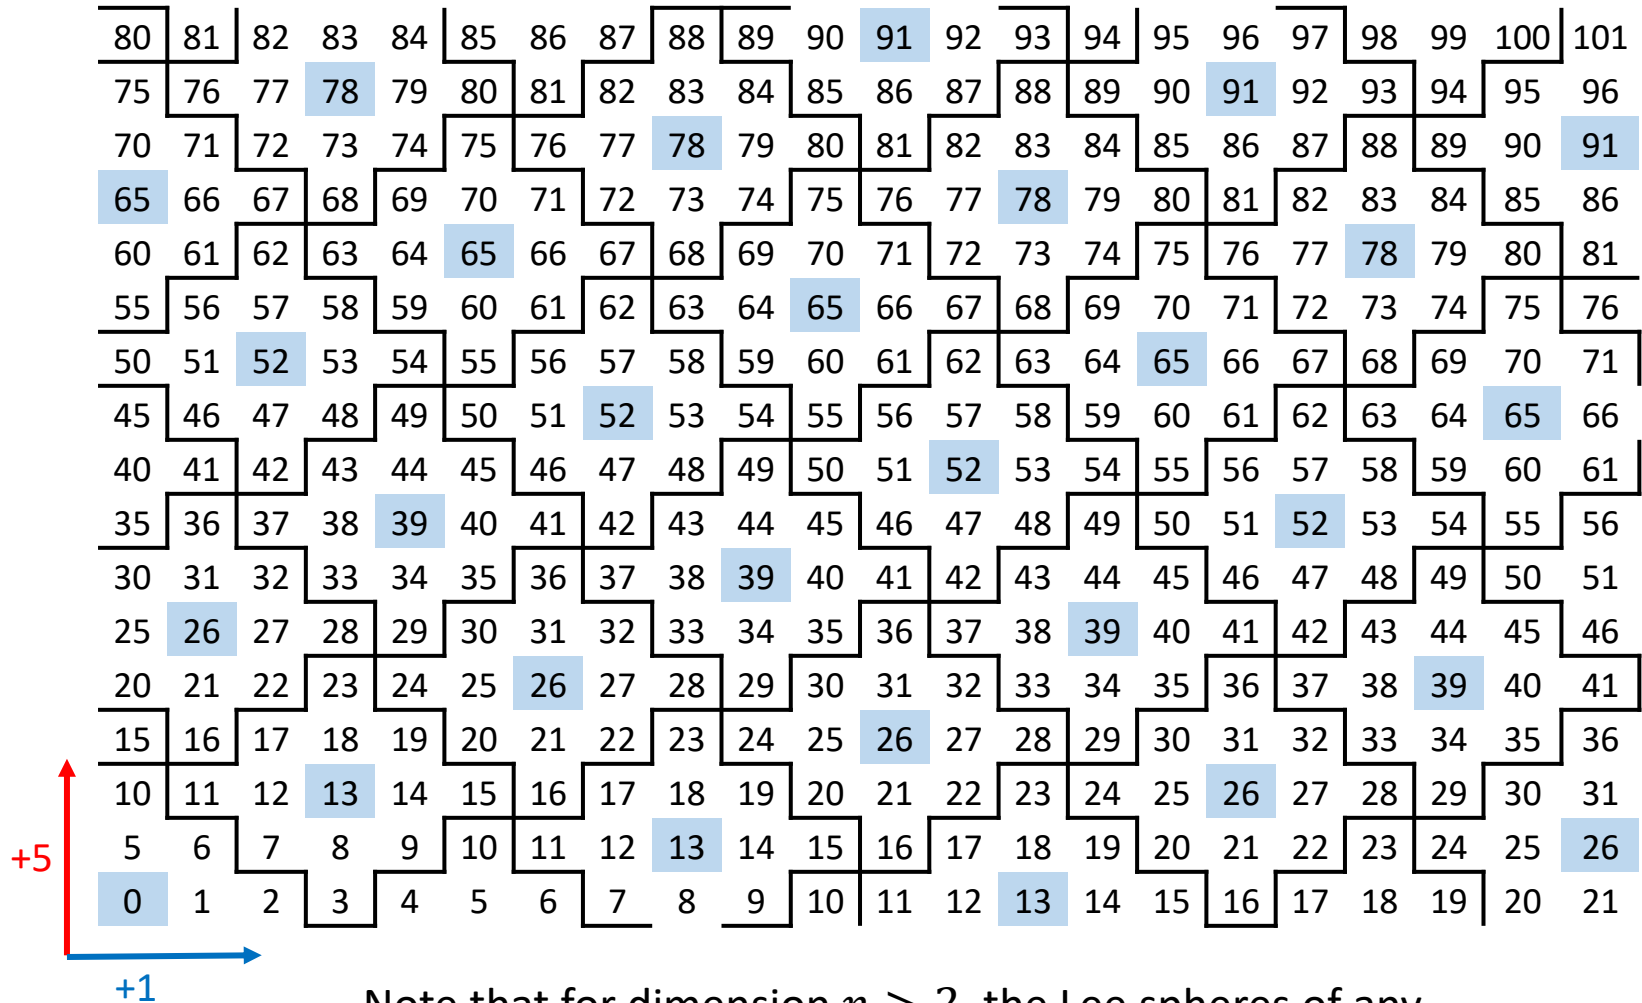 80 81 82 83 84 85 86 87 88 89 90 91 92 93 94 95 96 97 98 99 100 101
75 76 77 78 79 80 81 82 83 84 85 86 87 88 89 90 91 92 93 94 95 96
70 71 72 73 74 75 76 77 78 79 80 81 82 83 84 85 86 87 88 89 90 91
65 66 67 68 69 70 71 72 73 74 75 76 77 78 79 80 81 82 83 84 85 86
60 61 62 63 64 65 66 67 68 69 70 71 72 73 74 75 76 77 78 79 80 81
55 56 57 58 59 60 61 62 63 64 65 66 67 68 69 70 71 72 73 74 75 76
50 51 52 53 54 55 56 57 58 59 60 61 62 63 64 65 66 67 68 69 70 71
45 46 47 48 49 50 51 52 53 54 55 56 57 58 59 60 61 62 63 64 65 66
40 41 42 43 44 45 46 47 48 49 50 51 52 53 54 55 56 57 58 59 60 61
35 36 37 38 39 40 41 42 43 44 45 46 47 48 49 50 51 52 53 54 55 56
30 31 32 33 34 35 36 37 38 39 40 41 42 43 44 45 46 47 48 49 50 51
25 26 27 28 29 30 31 32 33 34 35 36 37 38 39 40 41 42 43 44 45 46
20 21 22 23 24 25 26 27 28 29 30 31 32 33 34 35 36 37 38 39 40 41
15 16 17 18 19 20 21 22 23 24 25 26 27 28 29 30 31 32 33 34 35 36
10 11 12 13 14 15 16 17 18 19 20 21 22 23 24 25 26 27 28 29 30 31
+5 5 6 7 8 9 10 11 12 13 14 15 16 17 18 19 20 21 22 23 24 25 26
0 1 2 3 4 5 6 7 8 9 10 11 12 13 14 15 16 17 18 19 20 21
+1
Note that for dimension n > 2, the Lee spheres of any